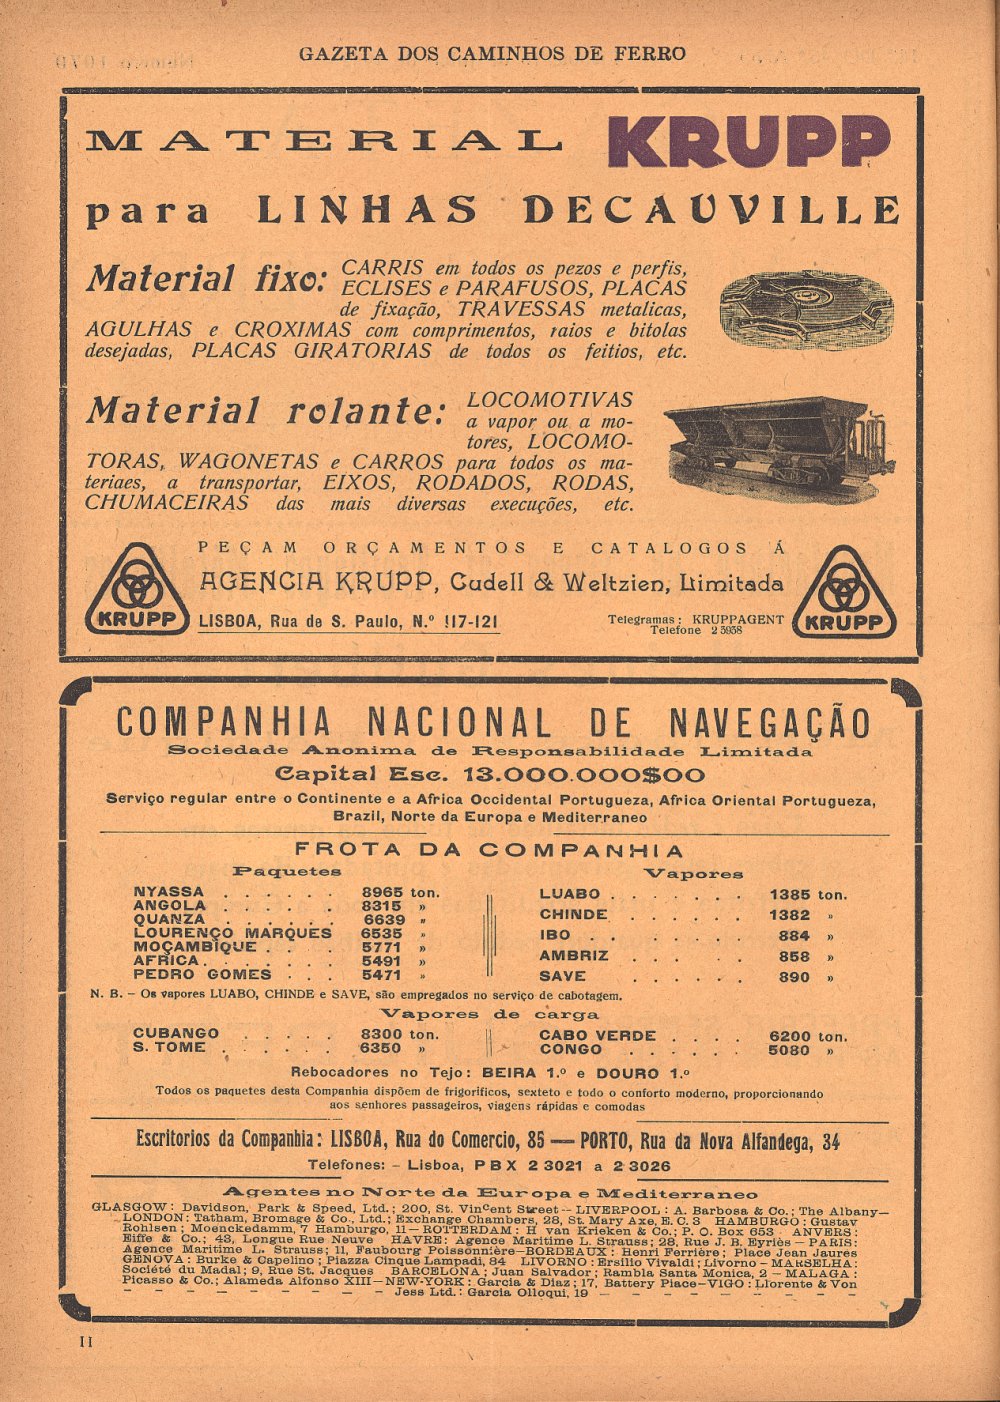 GAZETA DOS CAMINHOS DE FERRO
MATERIAL KRUPP
para LINHAS DECAUVILLE
Material fixo: CARRIS em todos os pezos e perfis,
ECLISES e PARAFUSOS, PLACAS
de fixação, TRAVESSAS metalicas,
AGULHAS e CROXIMAS com comprimentos, raios e bitolas
desejadas, PLACAS GIRATORIAS de todos os feitios, etc.
Material rolante: LOCOMOTIVAS
a vapor ou a mo-
tores, LOCOMO-
TORAS, WAGONETAS e CARROS para todos os ma-
teriaes, a transportar, EIXOS, RODADOS, RODAS,
CHUMACEIRAS das mais diversas execuções, etc.
PEÇAM ORÇAMENTOS E CATALOGOS Á
AGENCIA KRUPP, Cudell & Weltzien, Limitada
KRUPP
LISBOA, Rua de S. Paulo, N.º 117-121
Telegramas: KRUPPAGENT
Telefone 2 3938
KRUPP
COMPANHIA NACIONAL DE NAVEGAÇÃO
Sociedade Anonima de Responsabilidade Limitada
Capital Esc. 13.000.000$00
Serviço regular entre o Continente e a Africa Occidental Portugueza, Africa Oriental Portugueza,
Brazil, Norte da Europa e Mediterraneo
FROTA DA COMPANHIA
Paquetes
NYASSA . . . . . . 8965 ton.
ANGOLA . . . . . . 8315 »
QUANZA . . . . . . 6639 »
LOURENÇO MARQUES 6535 »
MOÇAMBIQUE . . . . 5771 »
AFRICA. . . . . . . 5491 »
PEDRO GOMES . . . 5471 »
Vapores
LUABO . . . . . . . 1385 ton.
CHINDE . . . . . . 1382 »
IBO . . . . . . . 884 »
AMBRIZ . . . . . 858 »
SAVE . . . . . 890 »
N. B. – Os vapores LUABO, CHINDE e SAVE, são empregados no serviço de cabotagem.
Vapores de carga
CUBANGO . . . . . 8300 ton.
S. TOME . . . . . . 6350 »
CABO VERDE . . . . 6200 ton.
CONGO . . . . . . 5080 »
Rebocadores no Tejo: BEIRA 1.º e DOURO 1.º
Todos os paquetes desta Companhia dispõem de frigorificos, sexteto e todo o conforto moderno, proporcionando
aos senhores passageiros, viagens rápidas e comodas
Escritorios da Companhia: LISBOA, Rua do Comercio, 85 — PORTO, Rua da Nova Alfandega, 34
Telefones: – Lisboa, PBX 2 3021 a 2 3026
Agentes no Norte da Europa e Mediterraneo
GLASGOW: Davidson, Park & Speed, Ltd.; 200, St. Vincent Street – LIVERPOOL: A. Barbosa & Co.; The Albany—
LONDON: Tatham, Bromage & Co., Ltd.; Exchange Chambers, 28, St. Mary Axe, E. C. 3 HAMBURGO: Gustav
Rohlsen; Moenckedamm, 7 Hamburgo, 11 – ROTTERDAM: H van Krieken & Co.; P. O. Box 653 ANVERS:
Eiffe & Co.; 43, Longue Rue Neuve HAVRE: Agence Maritime L. Strauss; 28, Rue J. B. Eyriès – PARIS:
Agence Maritime L. Strauss; 11, Faubourg Poissonnière – BORDEAUX: Henri Ferrière; Place Jean Jaurés
GENOVA: Burke & Capelino; Piazza Cinque Lampadi, 84 LIVORNO: Ersilio Vivaldi; Livorno – MARSELHA:
Société du Madal; 9, Rue St. Jacques BARCELONA; Juan Salvador; Rambla Santa Monica, 2 – MALAGA:
Picasso & Co.; Alameda Alfonso XIII – NEW-YORK: Garcia & Diaz; 17, Battery Place – VIGO: Llorente & Von
Jess Ltd.: Garcia Olloqui, 19
II